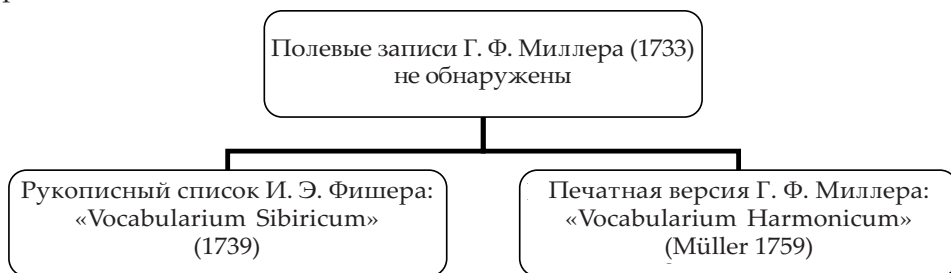 Полевые записи Г. Ф. Миллера (1733)
не обнаружены
Рукописный список И. Э. Фишера:
«Vocabularium Sibiricum»
(1739)
Печатная версия Г. Ф. Миллера:
«Vocabularium Harmonicum»
(Müller 1759)